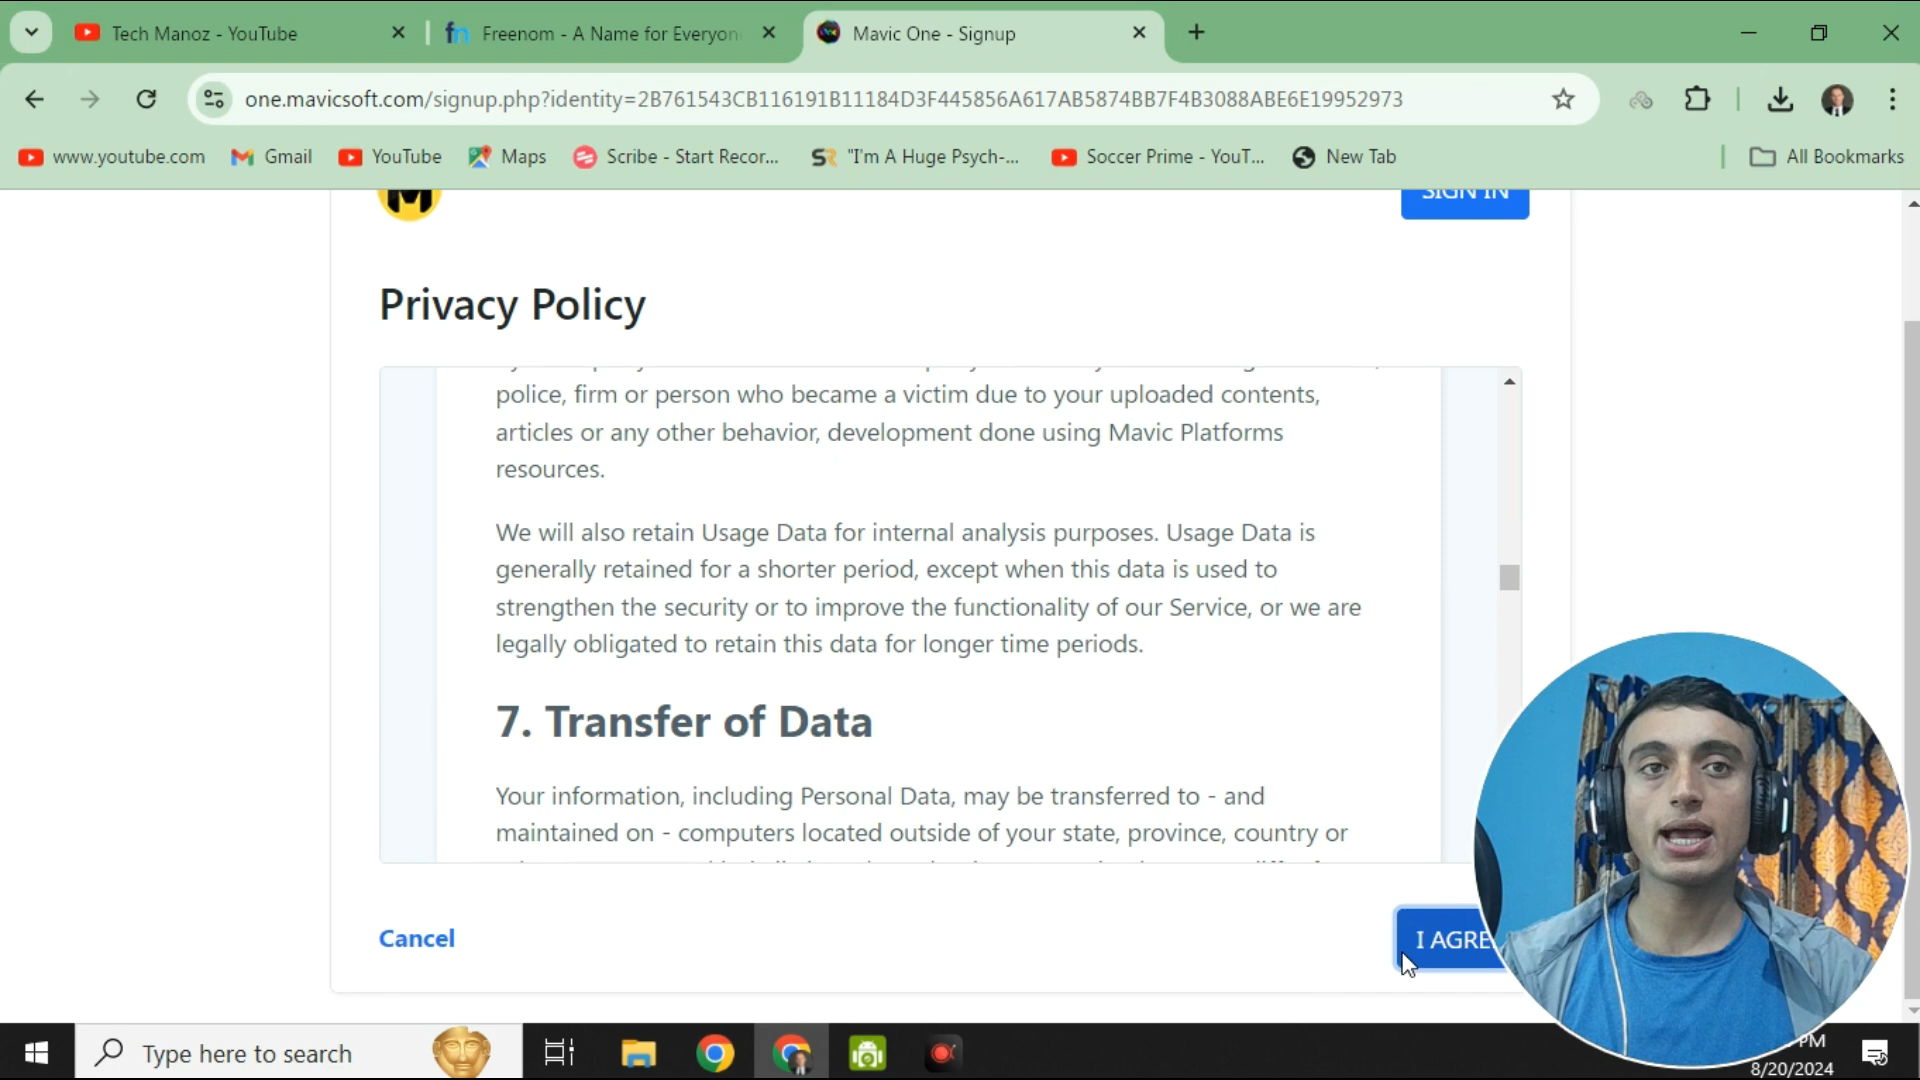 Tech Manoz - YouTube
Freenom - A Name for Everyon
Mavic One - Signup
one.mavicsoft.com/signup.php?identity=2B761543CB116191B11184D3F445856A617AB5874BB7F4B3088ABE6E19952973
www.youtube.com
Gmail
YouTube
Maps
Scribe - Start Recor...
"I'm A Huge Psych-...
Soccer Prime - YouT...
New Tab
All Bookmarks
SIGN IN
Privacy Policy
police, firm or person who became a victim due to your uploaded contents,
articles or any other behavior, development done using Mavic Platforms
resources.
We will also retain Usage Data for internal analysis purposes. Usage Data is
generally retained for a shorter period, except when this data is used to
strengthen the security or to improve the functionality of our Service, or we are
legally obligated to retain this data for longer time periods.
7. Transfer of Data
Your information, including Personal Data, may be transferred to - and
maintained on - computers located outside of your state, province, country or
Cancel
I AGRE
Type here to search
PM
8/20/2024